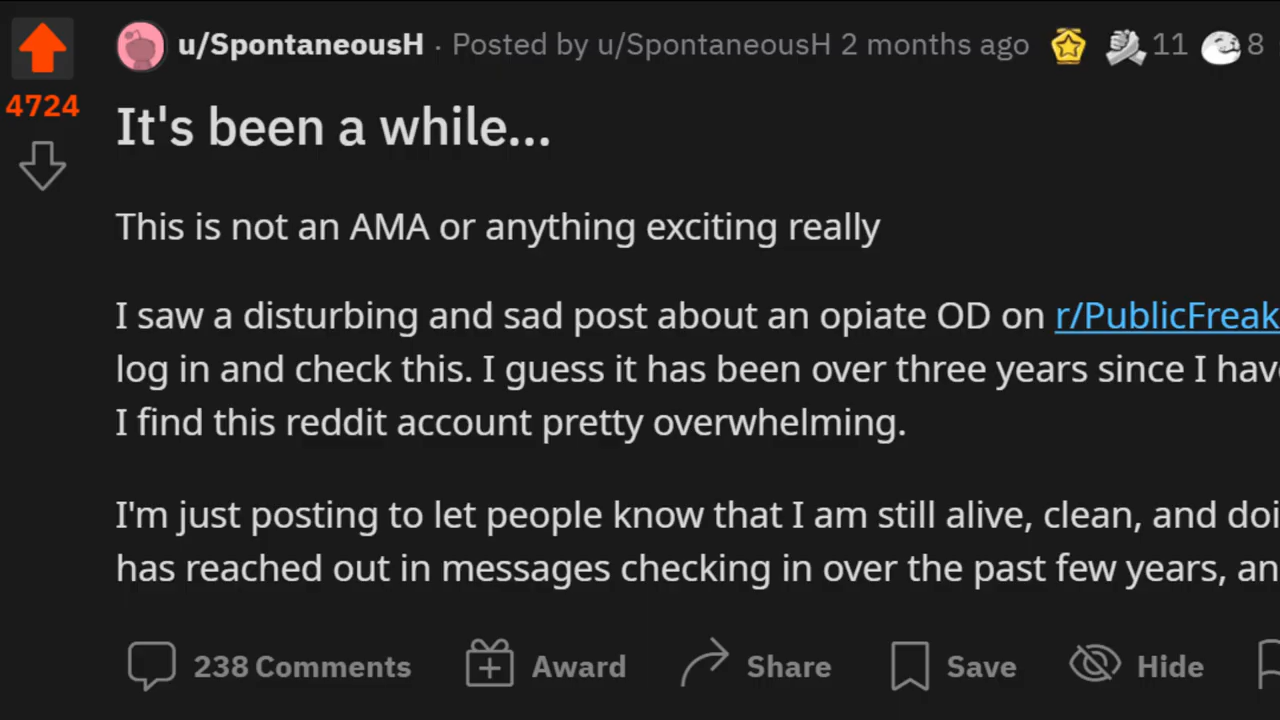 u/SpontaneousH · Posted by u/SpontaneousH 2 months ago 11 8
4724
It's been a while...
This is not an AMA or anything exciting really
I saw a disturbing and sad post about an opiate OD on r/PublicFreak
log in and check this. I guess it has been over three years since I hav
I find this reddit account pretty overwhelming.
I'm just posting to let people know that I am still alive, clean, and doi
has reached out in messages checking in over the past few years, an
238 Comments Award Share Save Hide